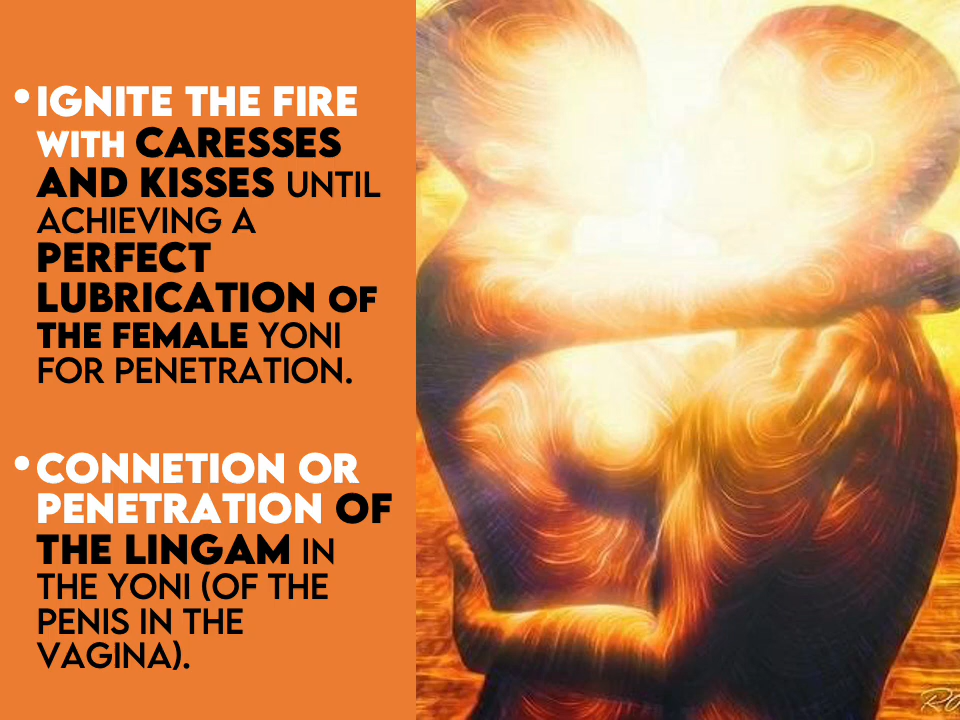 • IGNITE THE FIRE
WITH CARESSES
AND KISSES UNTIL
ACHIEVING A
PERFECT
LUBRICATION OF
THE FEMALE YONI
FOR PENETRATION.
• CONNETION OR
PENETRATION OF
THE LINGAM IN
THE YONI (OF THE
PENIS IN THE
VAGINA).